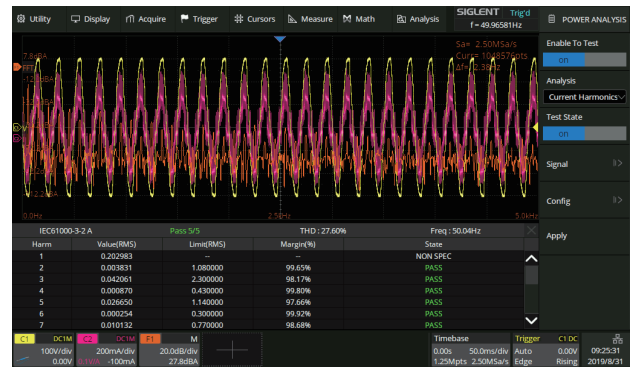 Utility Display Acquire Trigger Cursors Measure Math Analysis SIGLENT Trig'd
f = 49.96581Hz
POWER ANALYSIS
Enable To Test
on
Analysis
Current Harmonics
Test State
on
Signal
Config
Apply
7.8dBA
FFT
Sa= 2.50MSa/s
Curr= 1048576pts
Δf= 2.38Hz
0.0Hz 5.0kHz
IEC61000-3-2 A Pass 5/5 THD : 27.60% Freq : 50.04Hz
Harm Value(RMS) Limit(RMS) Margin(%) State
1 0.202983 -- -- NON SPEC
2 0.003831 1.080000 99.65% PASS
3 0.042061 2.300000 98.17% PASS
4 0.000870 0.430000 99.80% PASS
5 0.026650 1.140000 97.66% PASS
6 0.000254 0.300000 99.92% PASS
7 0.010132 0.770000 98.68% PASS
C1 DC1M C2 DC1M F1 M Timebase Trigger C1 DC
100V/div 200mA/div 20.0dB/div 0.00s 50.0ms/div Auto 0.00V 09:25:31
0.00V -100mA 27.8dBA 1.25Mpts 2.50MSa/s Edge Rising 2019/8/31